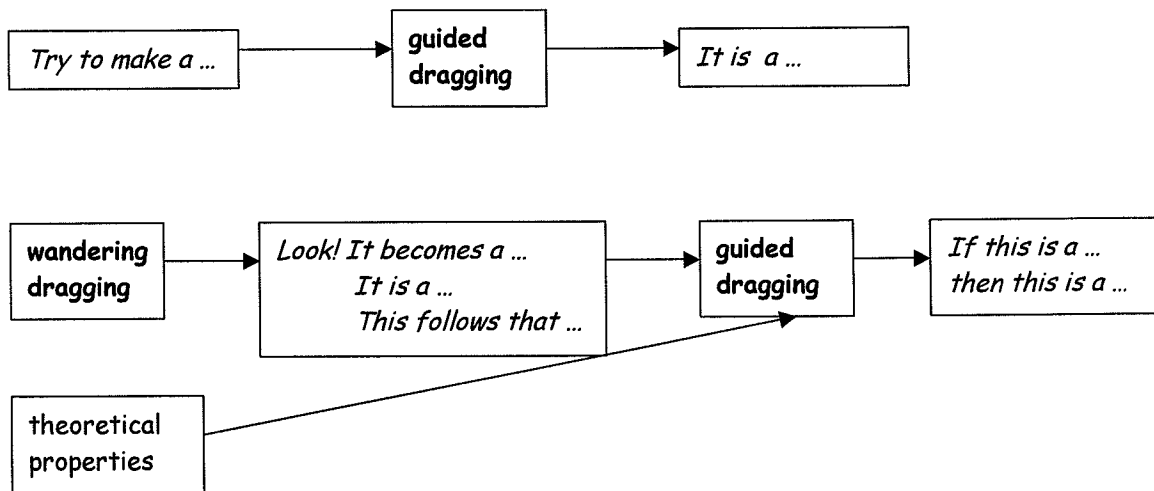 Try to make a ...
guided
dragging
It is a ...
wandering
dragging
Look! It becomes a ...
It is a ...
This follows that ...
guided
dragging
If this is a ...
then this is a ...
theoretical
properties